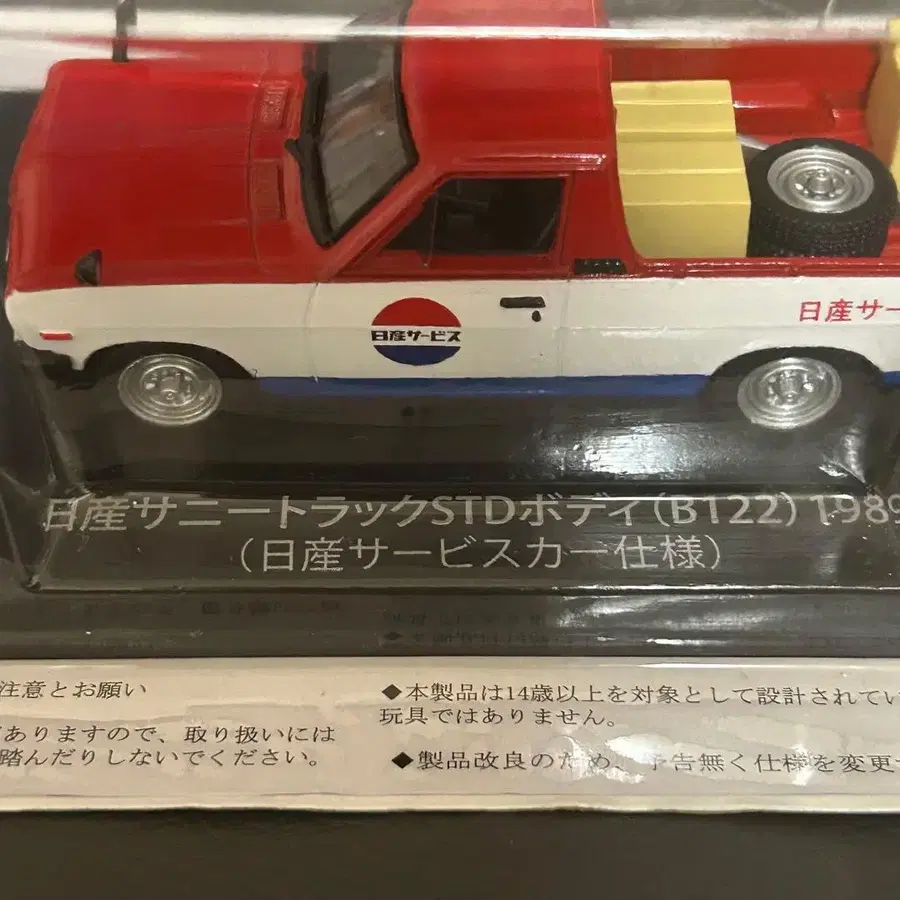 日産サービス
日産サー
日産サニートラックSTDボディ(B122) 1989
(日産サービスカー仕様)
注意とお願い
ありますので、取り扱いには
踏んだりしないでください。
◆本製品は14歳以上を対象として設計されてい
玩具ではありません。
◆製品改良のため、予告無く仕様を変更